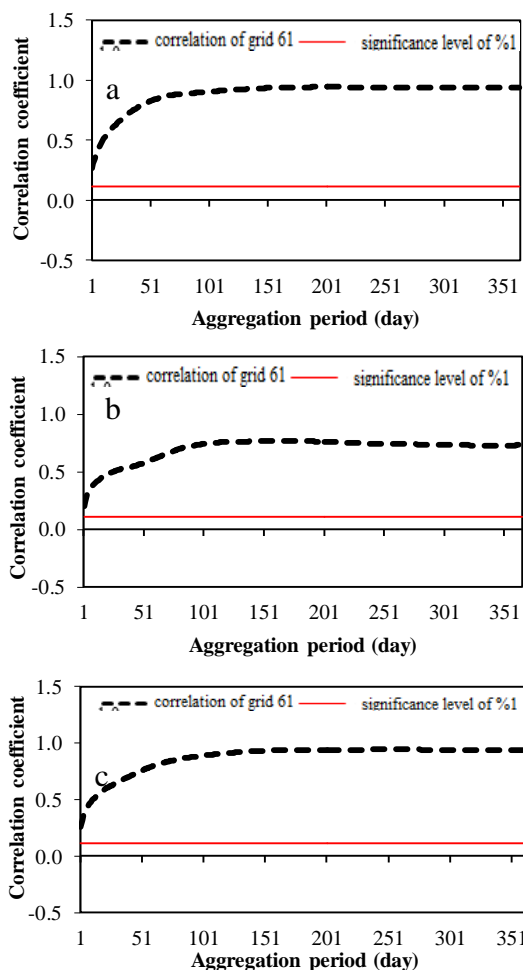 correlation of grid 61 significance level of %1
1.5
a
1.0
0.5
0.0
-0.5
1 51 101 151 201 251 301 351
Correlation coefficient
Aggregation period (day)
correlation of grid 61 significance level of %1
1.5
b
1.0
0.5
0.0
-0.5
1 51 101 151 201 251 301 351
Correlation coefficient
Aggregation period (day)
correlation of grid 61 significance level of %1
1.5
1.0
c
0.5
0.0
-0.5
1 51 101 151 201 251 301 351
Correlation coefficient
Aggregation period (day)